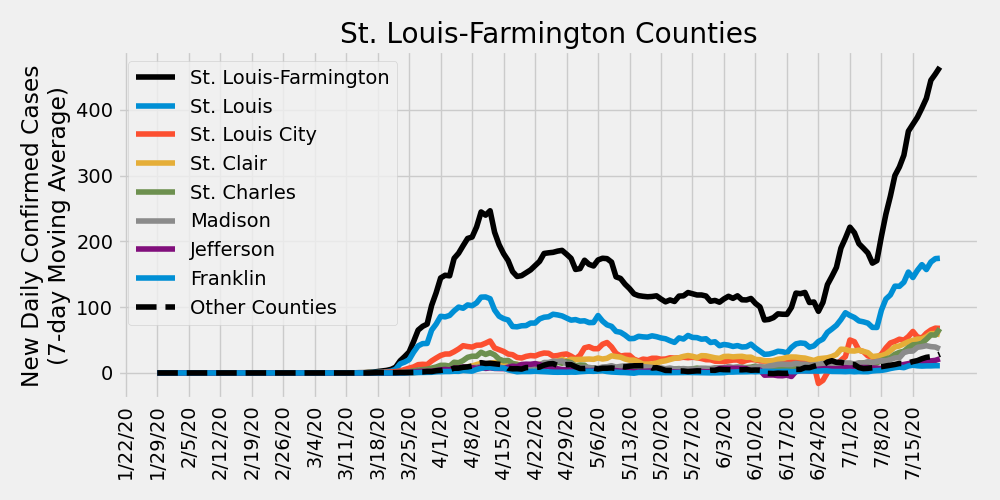 St. Louis-Farmington Counties
New Daily Confirmed Cases
(7-day Moving Average)
400
300
200
100
0
St. Louis-Farmington
St. Louis
St. Louis City
St. Clair
St. Charles
Madison
Jefferson
Franklin
Other Counties
1/22/20
1/29/20
2/5/20
2/12/20
2/19/20
2/26/20
3/4/20
3/11/20
3/18/20
3/25/20
4/1/20
4/8/20
4/15/20
4/22/20
4/29/20
5/6/20
5/13/20
5/20/20
5/27/20
6/3/20
6/10/20
6/17/20
6/24/20
7/1/20
7/8/20
7/15/20